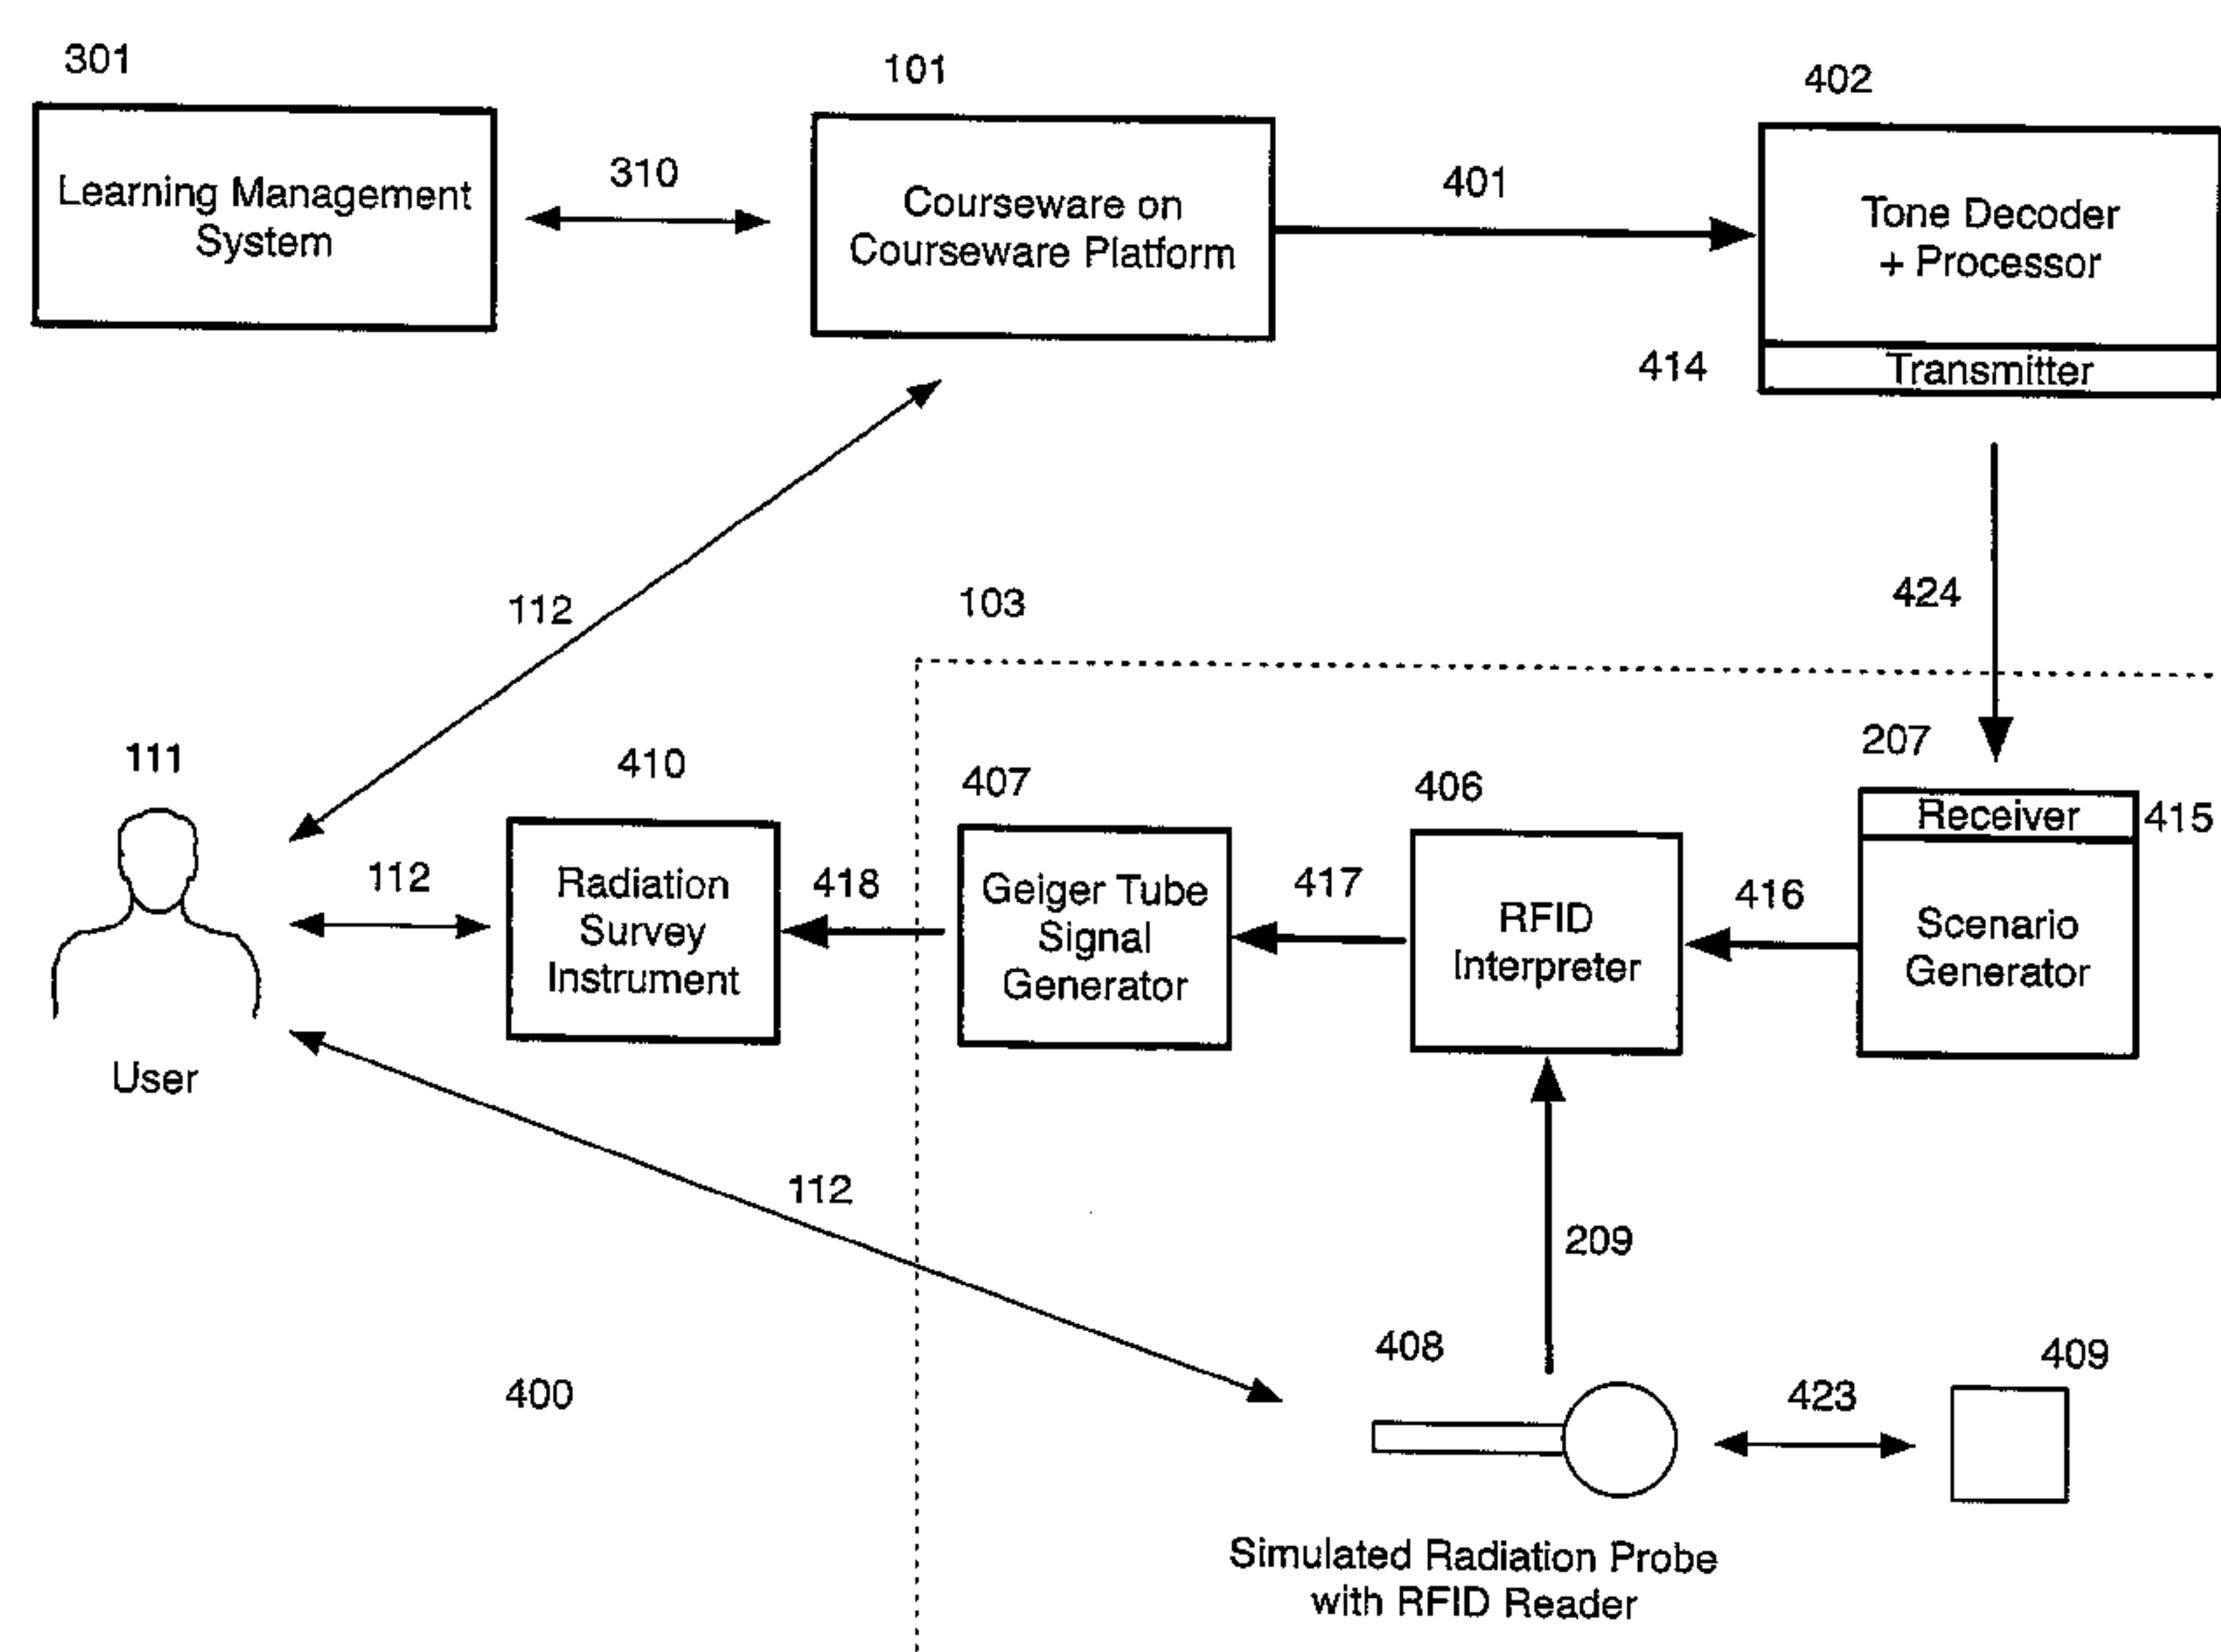 301
101
402
Learning Management
System
310
Courseware on
Courseware Platform
401
Tone Decoder
+ Processor
414
Transmitter
112
103
424
111
410
407
406
207
Receiver
415
112
Radiation
Survey
Instrument
418
Geiger Tube
Signal
Generator
417
RFID
Interpreter
416
Scenario
Generator
User
112
209
400
408
423
409
Simulated Radiation Probe
with RFID Reader